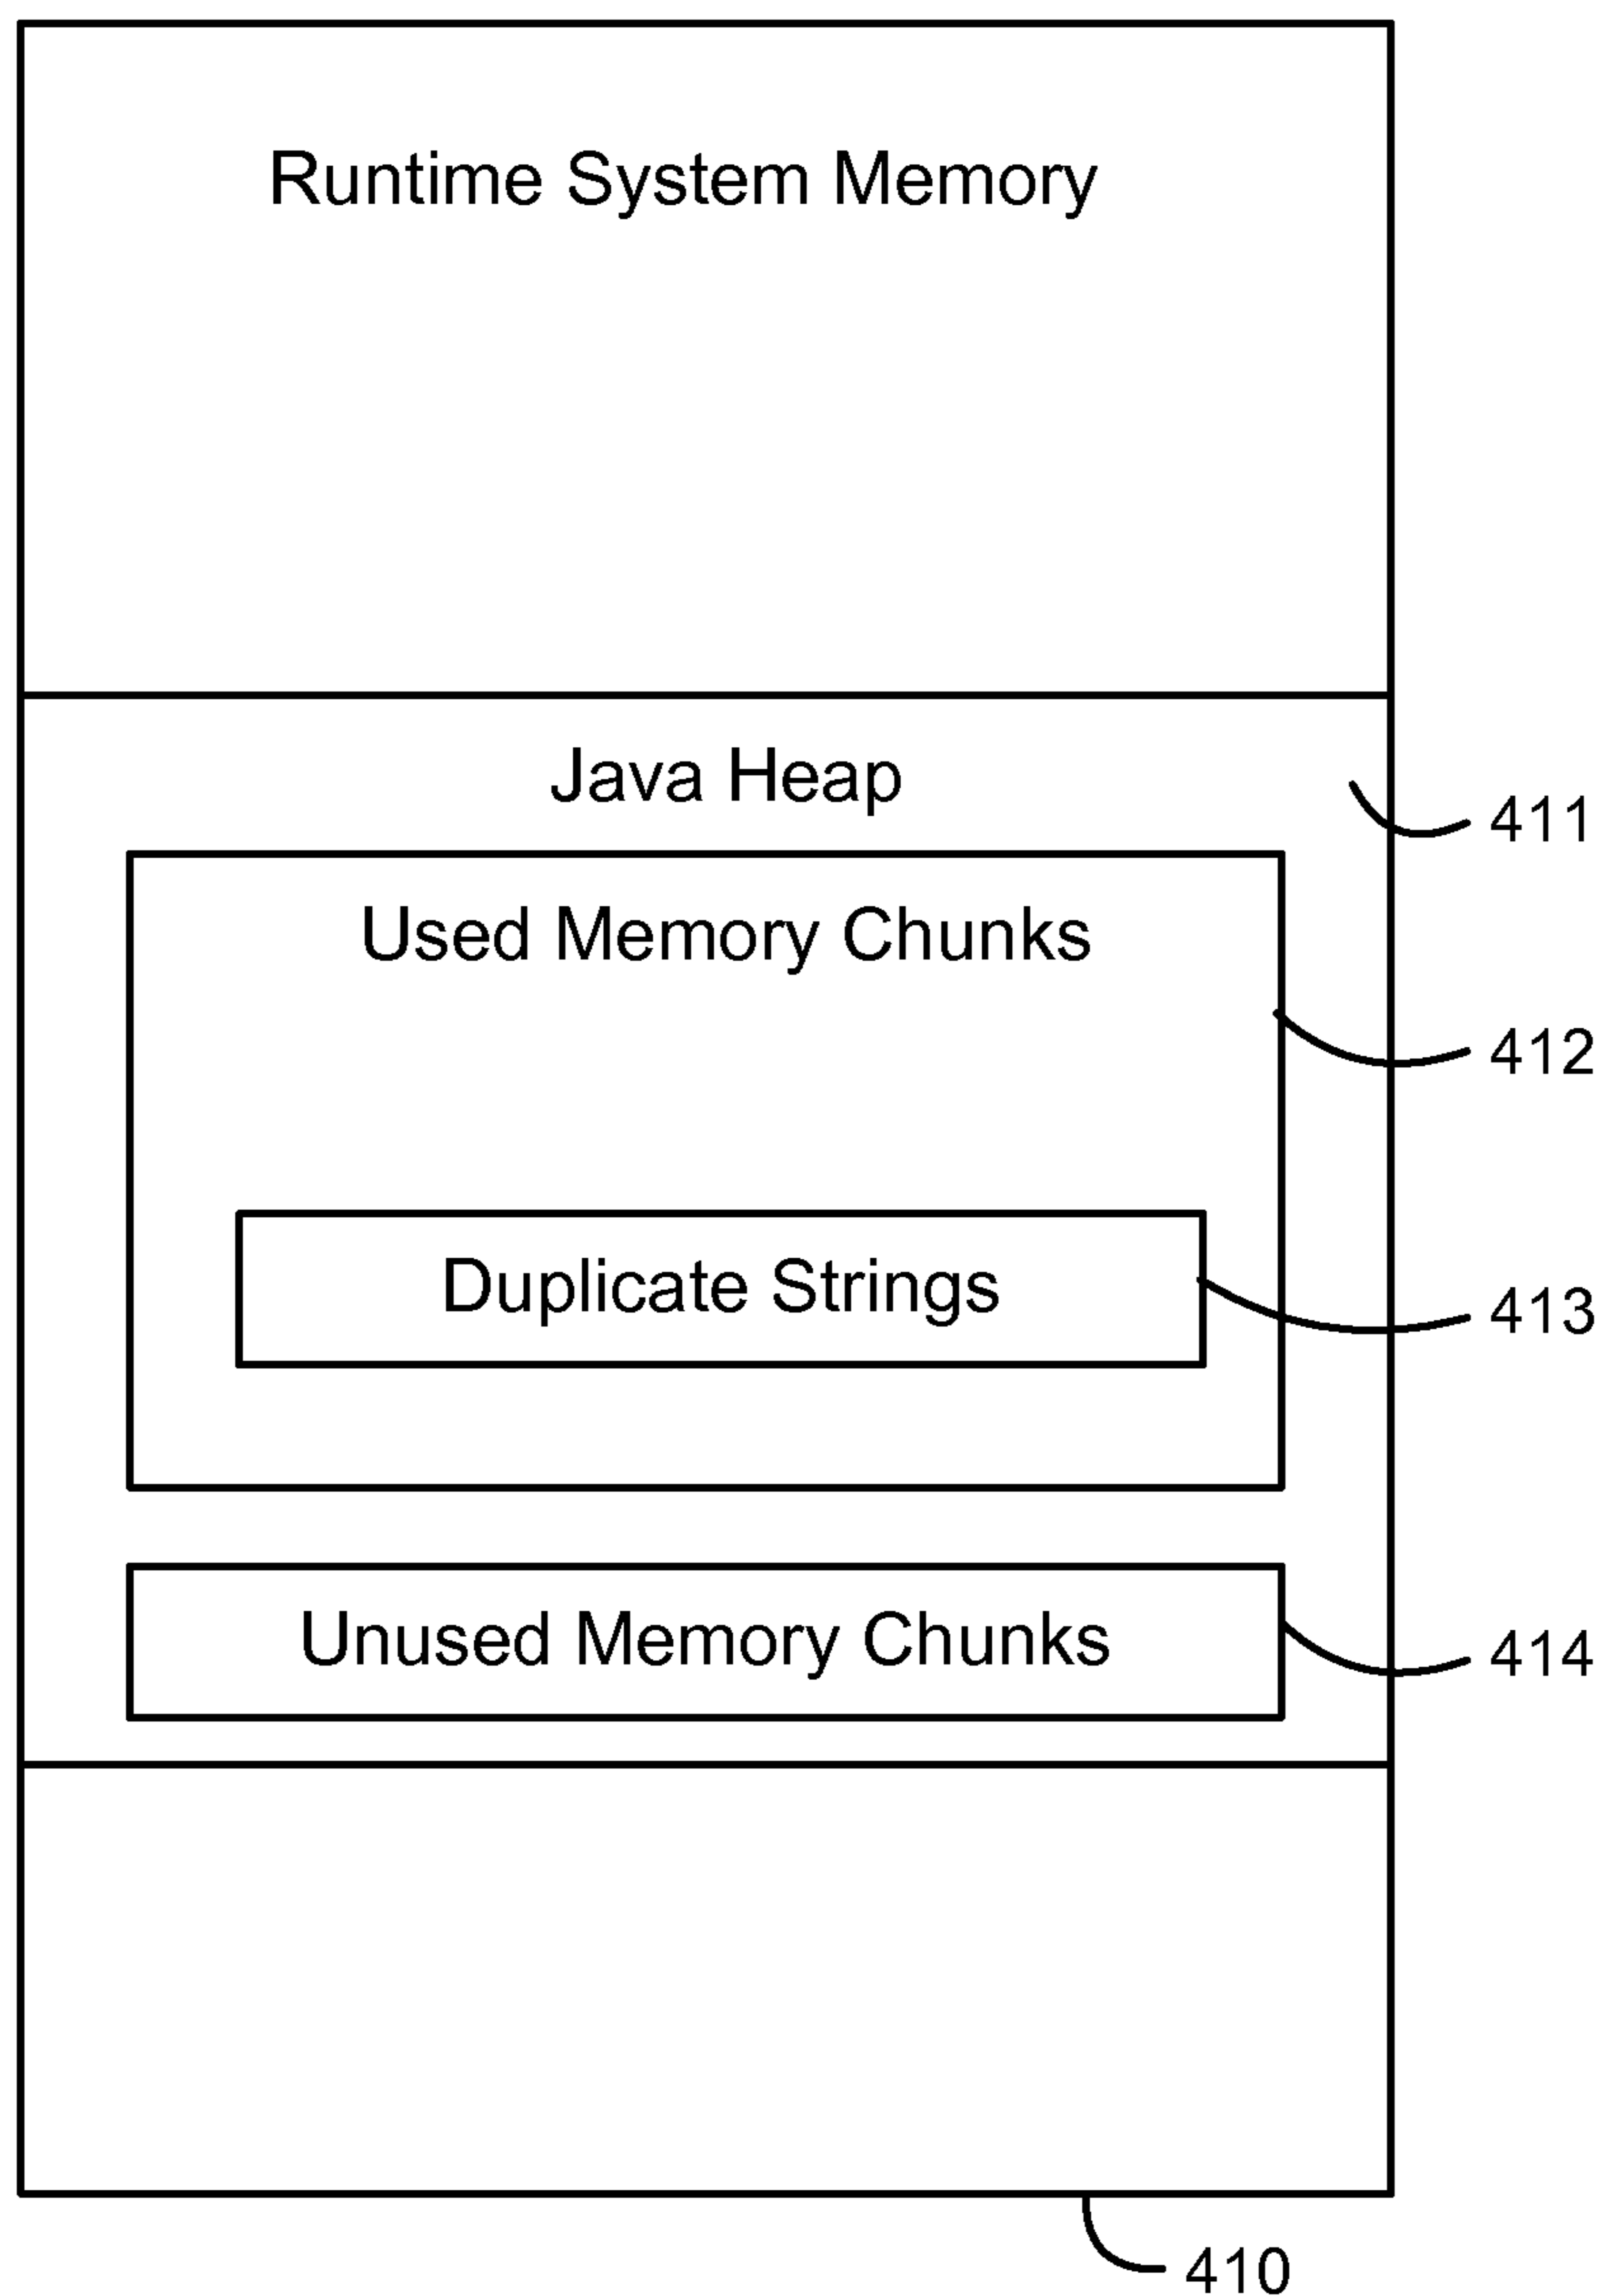 Runtime System Memory
Java Heap
411
Used Memory Chunks
412
Duplicate Strings
413
Unused Memory Chunks
414
410